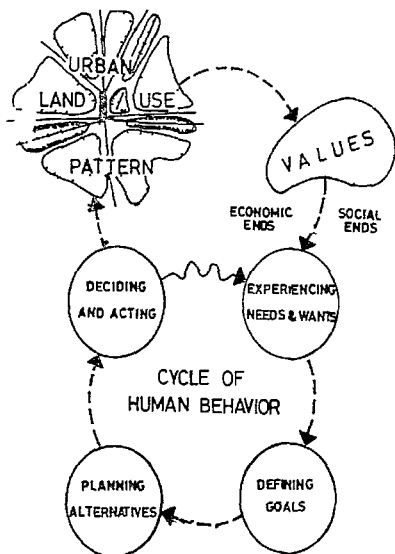 URBAN
LAND USE
PATTERN
VALUES
ECONOMIC
ENDS
SOCIAL
ENDS
DECIDING
AND ACTING
EXPERIENCING
NEEDS & WANTS
CYCLE OF
HUMAN BEHAVIOR
PLANNING
ALTERNATIVES
DEFINING
GOALS